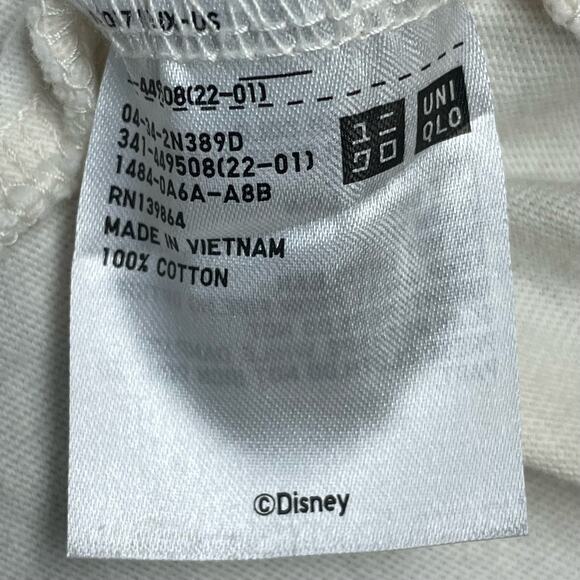 449508(22-01)
04-34-2N389D
341-449508(22-01)
1484-0A6A-A8B
RN139864
MADE IN VIETNAM
100% COTTON
ユニ
クロ
UNI
QLO
©Disney